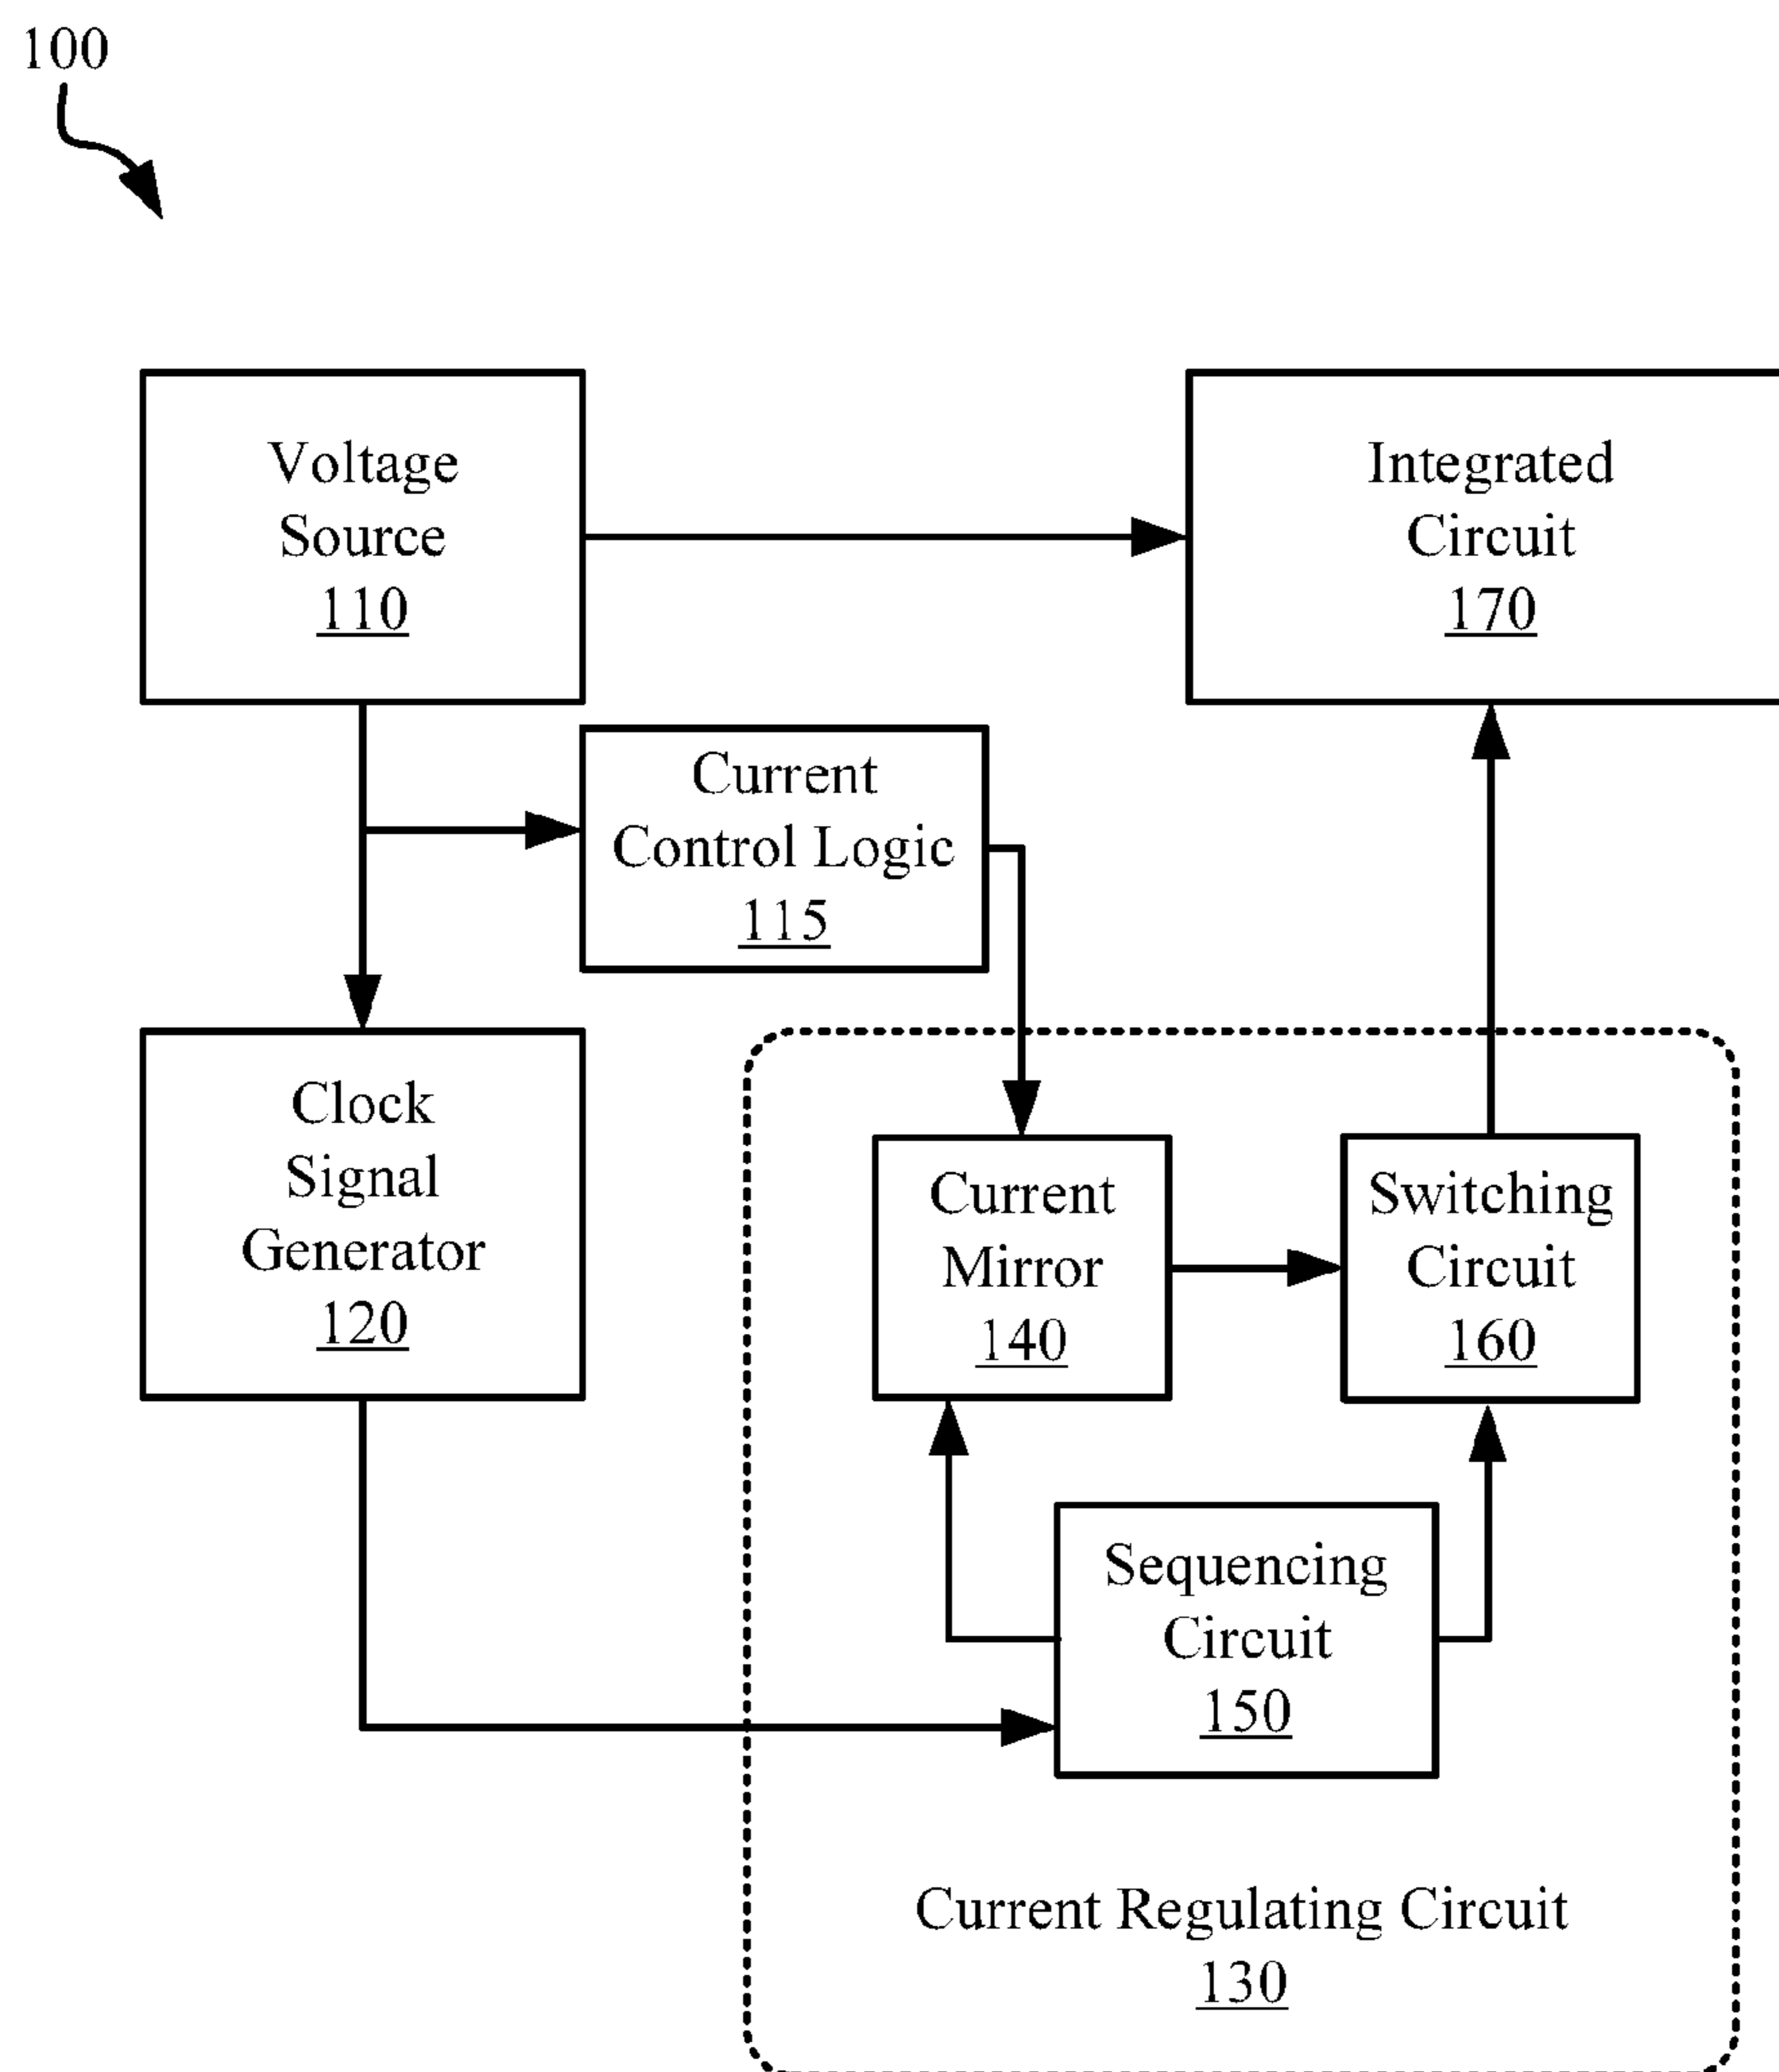 100
Voltage
Source
110
Integrated
Circuit
170
Current
Control Logic
115
Clock
Signal
Generator
120
Current
Mirror
140
Switching
Circuit
160
Sequencing
Circuit
150
Current Regulating Circuit
130